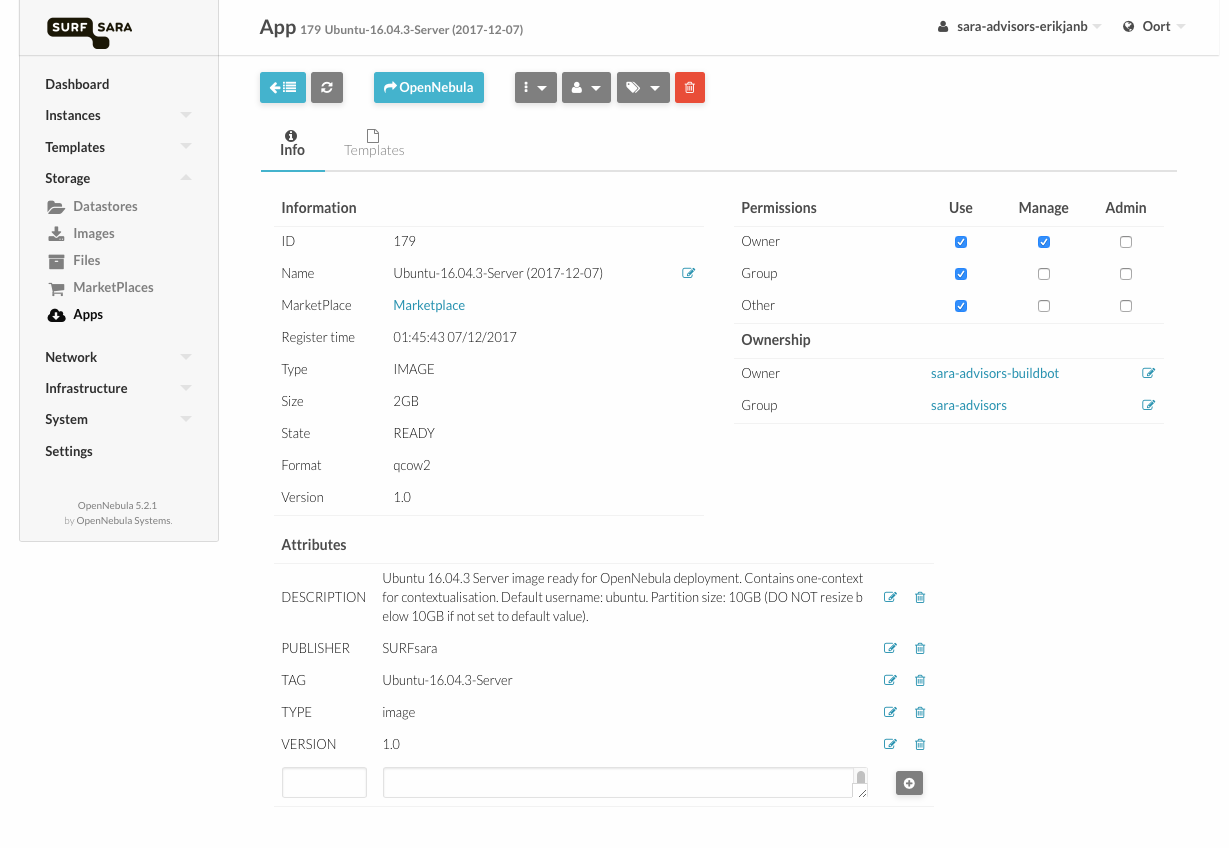 SURF SARA
App 179 Ubuntu-16.04.3-Server (2017-12-07)
sara-advisors-erikjanb
Oort
Dashboard
Instances
Templates
Storage
Datastores
Images
Files
MarketPlaces
Apps
Network
Infrastructure
System
Settings
OpenNebula 5.2.1
by OpenNebula Systems.
OpenNebula
Info
Templates
Information
ID 179
Name Ubuntu-16.04.3-Server (2017-12-07)
MarketPlace Marketplace
Register time 01:45:43 07/12/2017
Type IMAGE
Size 2GB
State READY
Format qcow2
Version 1.0
Permissions Use Manage Admin
Owner
Group
Other
Ownership
Owner sara-advisors-buildbot
Group sara-advisors
Attributes
DESCRIPTION Ubuntu 16.04.3 Server image ready for OpenNebula deployment. Contains one-context
for contextualisation. Default username: ubuntu. Partition size: 10GB (DO NOT resize b
elow 10GB if not set to default value).
PUBLISHER SURFsara
TAG Ubuntu-16.04.3-Server
TYPE image
VERSION 1.0